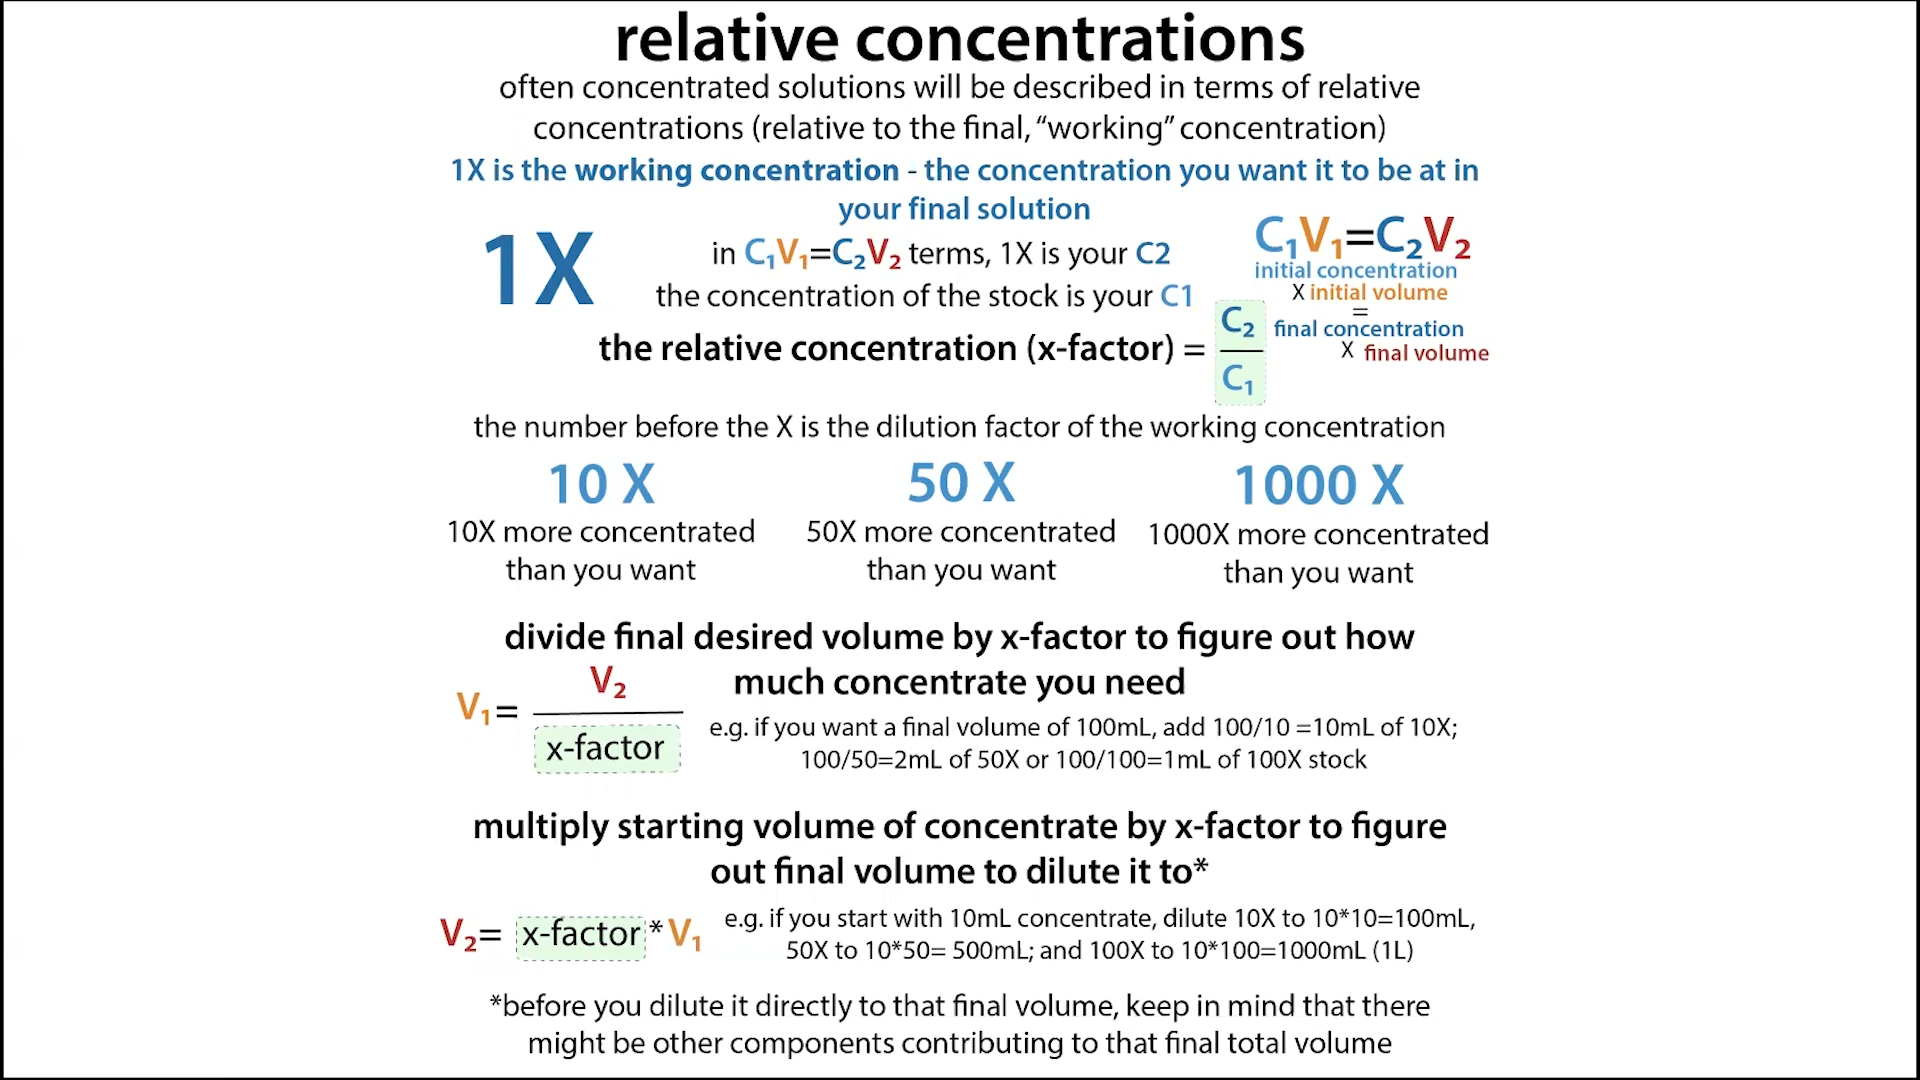 relative concentrations
often concentrated solutions will be described in terms of relative
concentrations (relative to the final, “working” concentration)
1X is the working concentration - the concentration you want it to be at in
your final solution
1X
in C₁V₁=C₂V₂ terms, 1X is your C2
the concentration of the stock is your C1
C₁V₁=C₂V₂
initial concentration
X initial volume
=
final concentration
X final volume
the relative concentration (x-factor) =
C₂
C₁
the number before the X is the dilution factor of the working concentration
10 X
10X more concentrated
than you want
50 X
50X more concentrated
than you want
1000 X
1000X more concentrated
than you want
divide final desired volume by x-factor to figure out how
much concentrate you need
V₁=
V₂
x-factor
e.g. if you want a final volume of 100mL, add 100/10 =10mL of 10X;
100/50=2mL of 50X or 100/100=1mL of 100X stock
multiply starting volume of concentrate by x-factor to figure
out final volume to dilute it to*
V₂= x-factor * V₁
e.g. if you start with 10mL concentrate, dilute 10X to 10*10=100mL,
50X to 10*50= 500mL; and 100X to 10*100=1000mL (1L)
*before you dilute it directly to that final volume, keep in mind that there
might be other components contributing to that final total volume